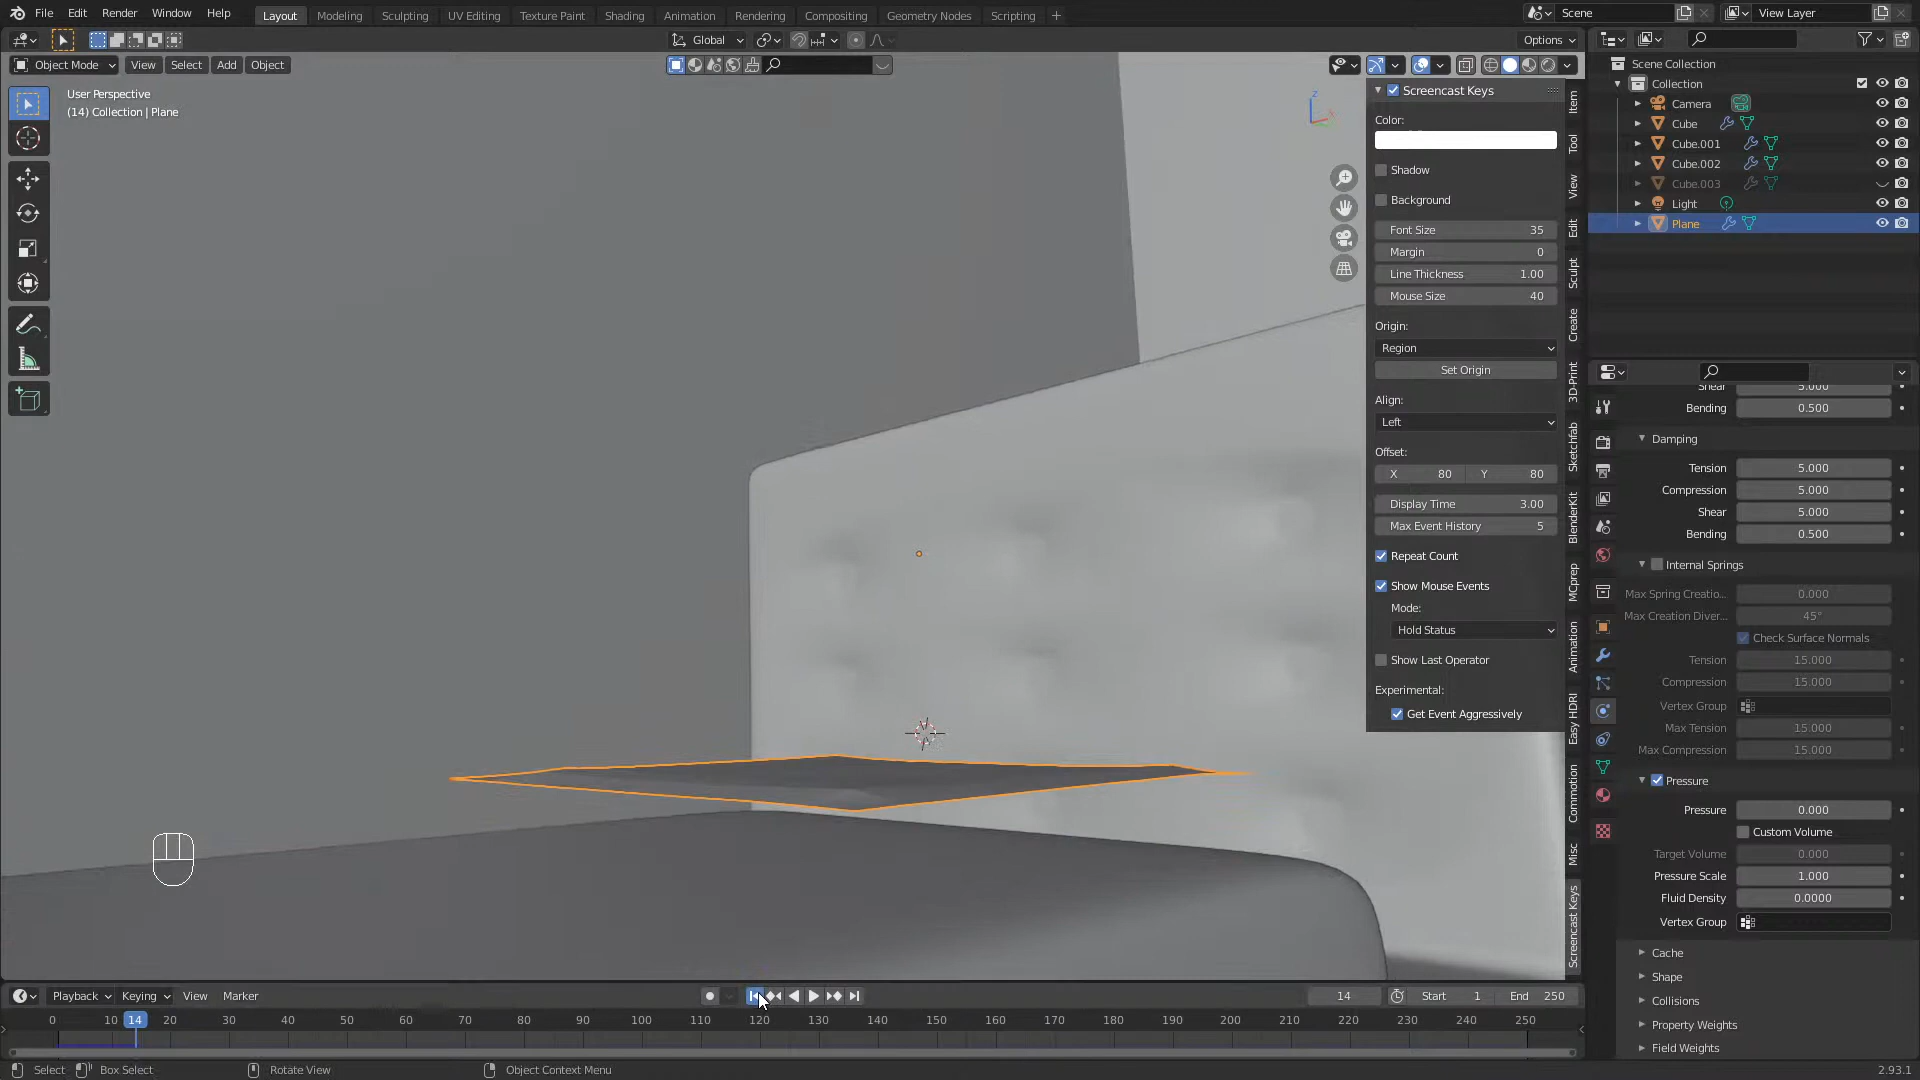 File Edit Render Window Help Layout Modeling Sculpting UV Editing Texture Paint Shading Animation Rendering Compositing Geometry Nodes Scripting + Scene View Layer
Global Options
Object Mode View Select Add Object
User Perspective
(14) Collection | Plane
Z
X
Screencast Keys
Color:
Shadow
Background
Font Size 35
Margin 0
Line Thickness 1.00
Mouse Size 40
Origin:
Region
Set Origin
Align:
Left
Offset:
X 80 Y 80
Display Time 3.00
Max Event History 5
Repeat Count
Show Mouse Events
Mode:
Hold Status
Show Last Operator
Experimental:
Get Event Aggressively
Item
Tool
View
Edit
Sculpt
Create
3D-Print
Sketchfab
BlenderKit
MCprep
Animation
Easy HDRI
Commotion
Misc
Screencast Keys
Scene Collection
Collection
Camera
Cube
Cube.001
Cube.002
Cube.003
Light
Plane
Shear 5.000
Bending 0.500
Damping
Tension 5.000
Compression 5.000
Shear 5.000
Bending 0.500
Internal Springs
Max Spring Creatio... 0.000
Max Creation Diver... 45°
Check Surface Normals
Tension 15.000
Compression 15.000
Vertex Group
Max Tension 15.000
Max Compression 15.000
Pressure
Pressure 0.000
Custom Volume
Target Volume 0.000
Pressure Scale 1.000
Fluid Density 0.0000
Vertex Group
Cache
Shape
Collisions
Property Weights
Field Weights
Playback Keying View Marker 14 Start 1 End 250
0 10 14 20 30 40 50 60 70 80 90 100 110 120 130 140 150 160 170 180 190 200 210 220 230 240 250
Select Box Select Rotate View Object Context Menu 2.93.1